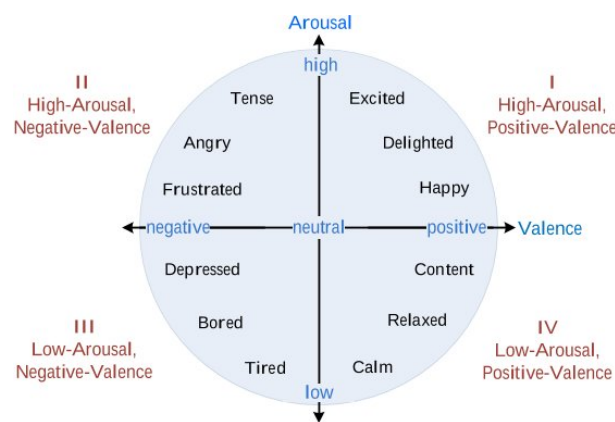 Arousal
high
II
High-Arousal,
Negative-Valence
I
High-Arousal,
Positive-Valence
Tense
Excited
Angry
Delighted
Frustrated
Happy
negative
neutral
positive
Valence
Depressed
Content
Bored
Relaxed
III
Low-Arousal,
Negative-Valence
IV
Low-Arousal,
Positive-Valence
Tired
Calm
low